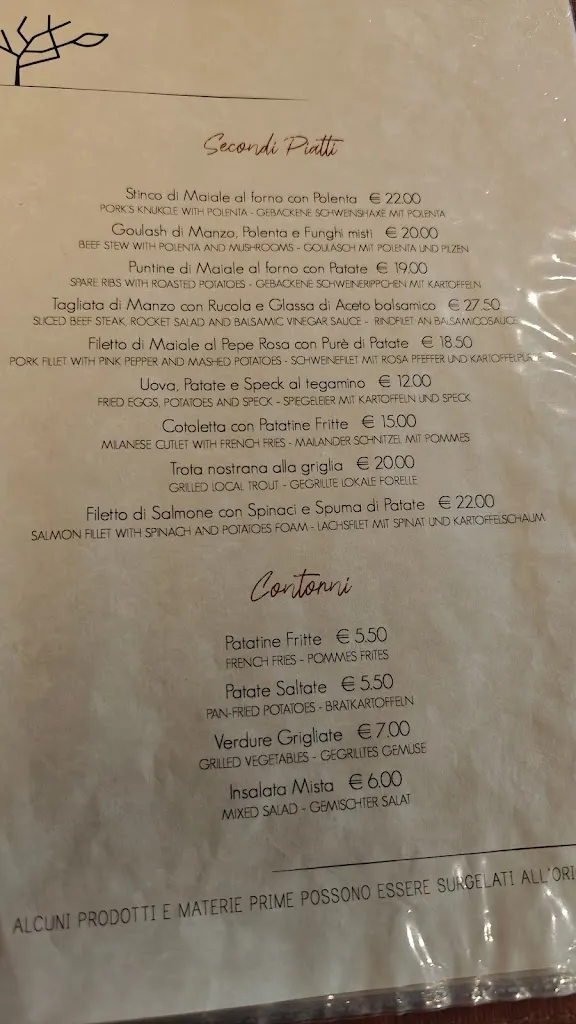 Secondi Piatti
Stinco di Maiale al forno con Polenta € 22.00
PORK'S KNUKCLE WITH POLENTA - GEBACKENE SCHWEINSHAXE MIT POLENTA
Goulash di Manzo, Polenta e Funghi misti € 20.00
BEEF STEW WITH POLENTA AND MUSHROOMS - GOULASCH MIT POLENTA UND PILZEN
Puntine di Maiale al forno con Patate € 19.00
SPARE RIBS WITH ROASTED POTATOES - GEBACKENE SCHWEINERIPPCHEN MIT KARTOFFELN
Tagliata di Manzo con Rucola e Glassa di Aceto balsamico € 27.50
SLICED BEEF STEAK, ROCKET SALAD AND BALSAMIC VINEGAR SAUCE - RINDFILET AN BALSAMICOSAUCE
Filetto di Maiale al Pepe Rosa con Purè di Patate € 18.50
PORK FILLET WITH PINK PEPPER AND MASHED POTATOES - SCHWEINEFILET MIT ROSA PFEFFER UND
Uova, Patate e Speck al tegamino € 12.00
FRIED EGGS, POTATOES AND SPECK - SPIEGELEIER MIT KARTOFFELN UND SPECK
Cotoletta con Patatine Fritte € 15.00
MILANESE CUTLET WITH FRENCH FRIES - MAILANDER SCHNITZEL MIT POMMES
Trota nostrana alla griglia € 20.00
GRILLED LOCAL TROUT - GEGRILLTE LOKALE FORELLE
Filetto di Salmone con Spinaci e Spuma di Patate € 22.00
SALMON FILLET WITH SPINACH AND POTATOES FOAM - LACHSFILET MIT SPINAT UND KARTOFFELSCHAUM
Contorni
Patatine Fritte € 5.50
FRENCH FRIES - POMMES FRITES
Patate Saltate € 5.50
PAN-FRIED POTATOES - BRATKARTOFFELN
Verdure Grigliate € 7.00
GRILLED VEGETABLES - GEGRILLTES GEMUSE
Insalata Mista € 6.00
MIXED SALAD - GEMISCHTER SALAT
ALCUNI PRODOTTI E MATERIE PRIME POSSONO ESSERE SURGELATI ALL'ORI